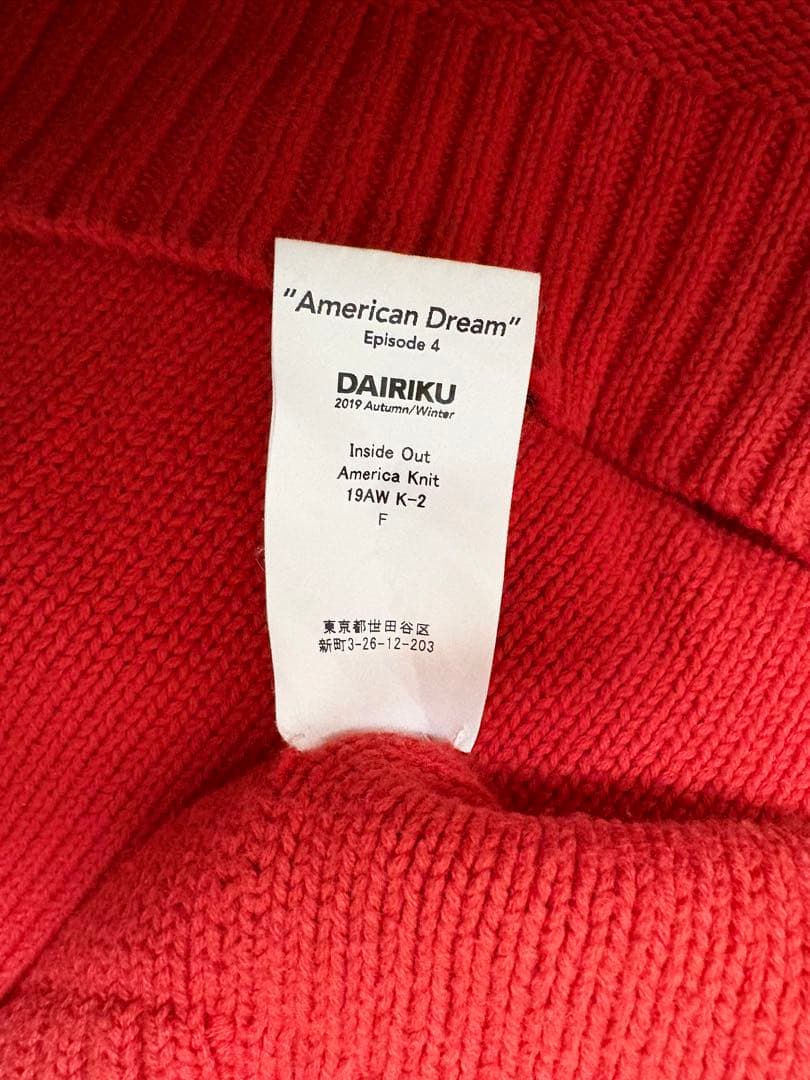 "American Dream"
Episode 4
DAIRIKU
2019 Autumn/Winter
Inside Out
America Knit
19AW K-2
F
東京都世田谷区
新町3-26-12-203